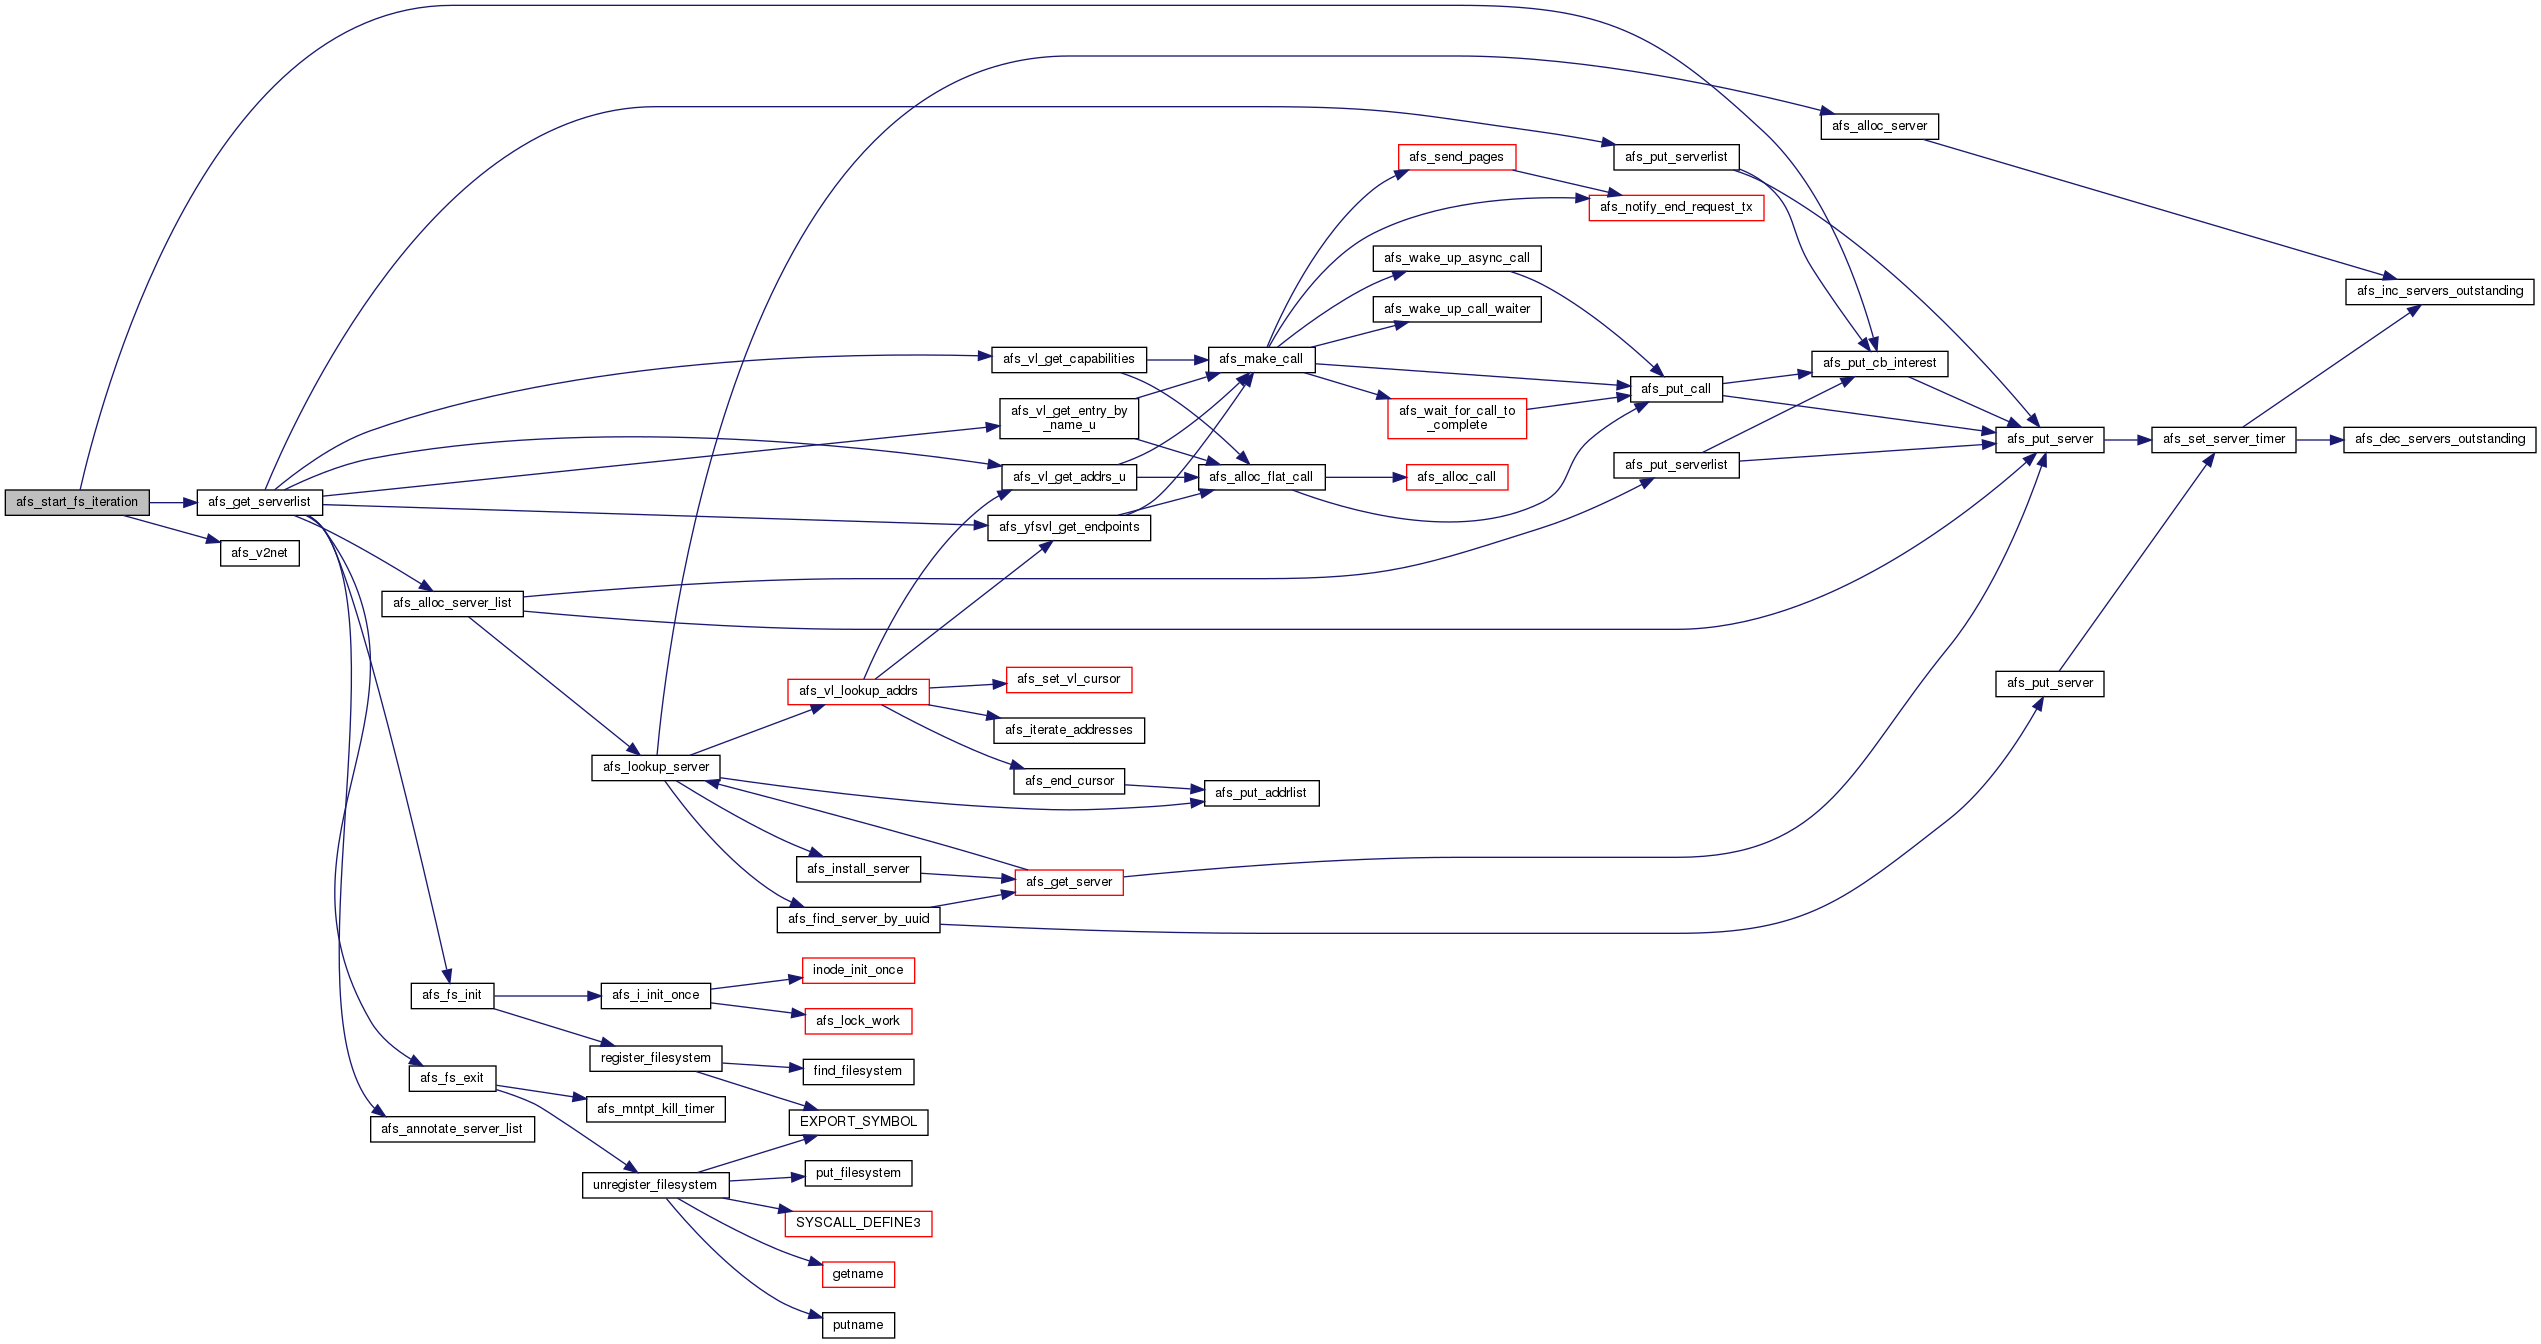 afs_start_fs_iteration
afs_get_serverlist
afs_v2net
afs_alloc_server_list
afs_fs_init
afs_fs_exit
afs_annotate_server_list
afs_lookup_server
afs_i_init_once
register_filesystem
afs_mntpt_kill_timer
unregister_filesystem
afs_vl_lookup_addrs
afs_install_server
afs_find_server_by_uuid
inode_init_once
afs_lock_work
find_filesystem
EXPORT_SYMBOL
put_filesystem
SYSCALL_DEFINE3
getname
putname
afs_vl_get_capabilities
afs_vl_get_entry_by
_name_u
afs_vl_get_addrs_u
afs_yfsvl_get_endpoints
afs_set_vl_cursor
afs_iterate_addresses
afs_end_cursor
afs_get_server
afs_make_call
afs_alloc_flat_call
afs_put_addrlist
afs_send_pages
afs_wake_up_async_call
afs_wake_up_call_waiter
afs_wait_for_call_to
_complete
afs_alloc_call
afs_put_serverlist
afs_notify_end_request_tx
afs_put_call
afs_put_serverlist
afs_alloc_server
afs_put_cb_interest
afs_put_server
afs_put_server
afs_set_server_timer
afs_inc_servers_outstanding
afs_dec_servers_outstanding